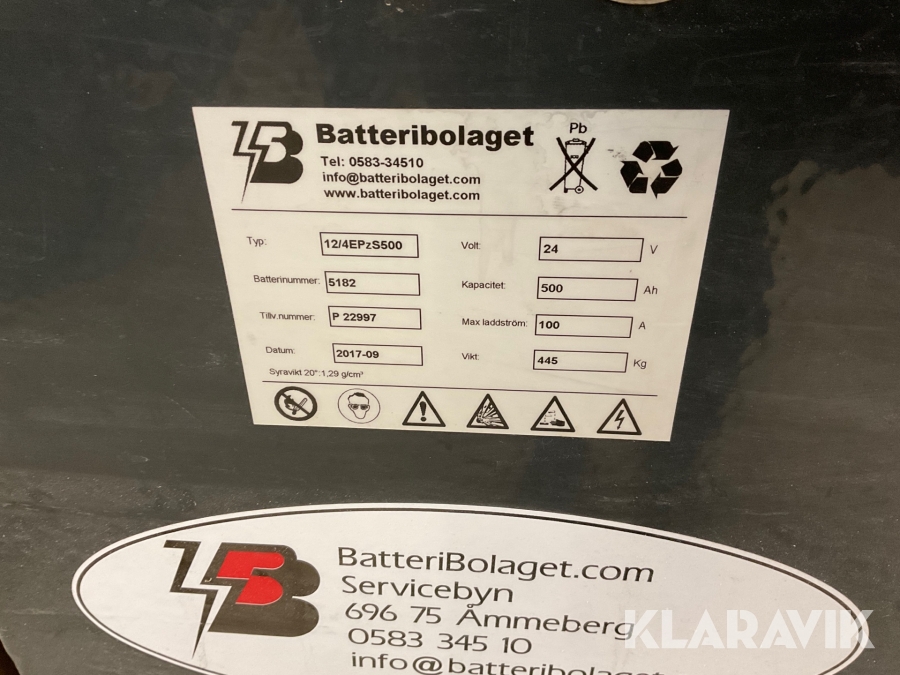 Batteribolaget
Tel: 0583-34510
info@batteribolaget.com
www.batteribolaget.com
Pb
Typ: 12/4EPzS500
Volt: 24 V
Batterinummer: 5182
Kapacitet: 500 Ah
Tillv.nummer: P 22997
Max laddström: 100 A
Datum: 2017-09
Vikt: 445 Kg
Syravikt 20°:1,29 g/cm³
BatteriBolaget.com
Servicebyn
696 75 Åmmeberg
0583 345 10
info@batteribolaget
KLARAVIK